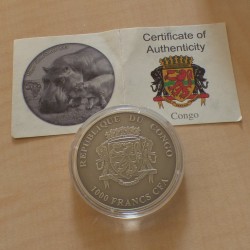 Certificate of
Authenticity
Congo
REPUBLIQUE DU CONGO
1000 FRANCS CFA